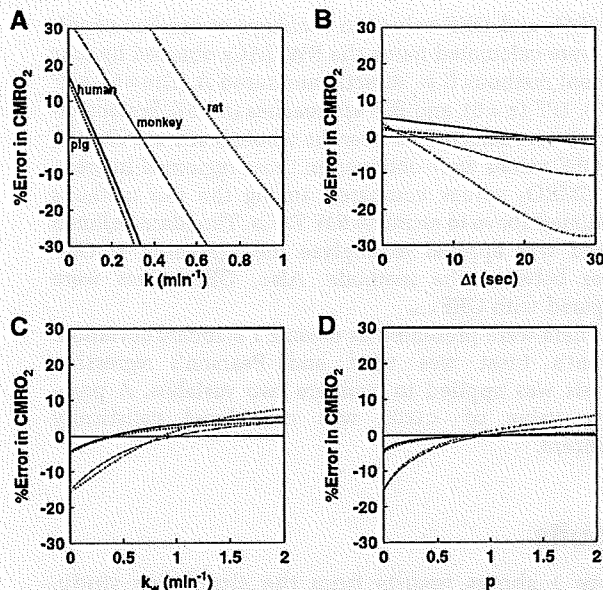 A
%Error in CMRO2
30
20
10
0
-10
-20
-30
human
pig
monkey
rat
0 0.2 0.4 0.6 0.8 1
k (min-1)
B
%Error in CMRO2
30
20
10
0
-10
-20
-30
0 10 20 30
Δt (sec)
C
%Error in CMRO2
30
20
10
0
-10
-20
-30
0 0.5 1 1.5 2
kw (min-1)
D
%Error in CMRO2
30
20
10
0
-10
-20
-30
0 0.5 1 1.5 2
p